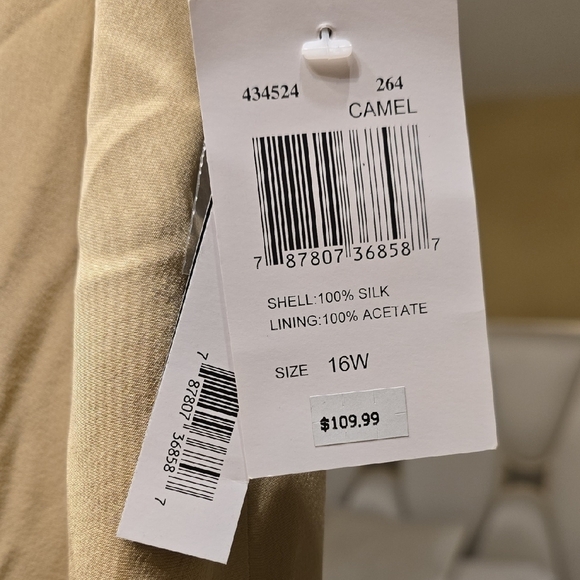 434524 264
CAMEL
7 87807 36858 7
SHELL:100% SILK
LINING:100% ACETATE
SIZE 16W
$109.99
7 87807 36858 7